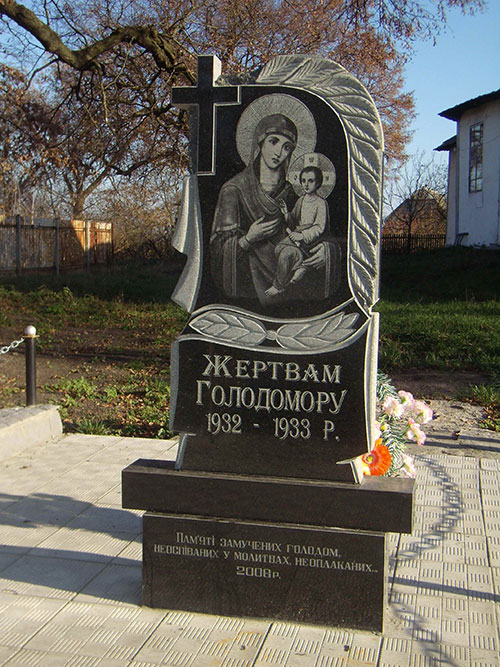 ЖЕРТВАМ
ГОЛОДОМОРУ
1932 - 1933 Р.
ПАМ'ЯТІ ЗАМУЧЕНИХ ГОЛОДОМ,
НЕОСПІВАНИХ У МОЛИТВАХ, НЕОПЛАКАНИХ...
2008р.